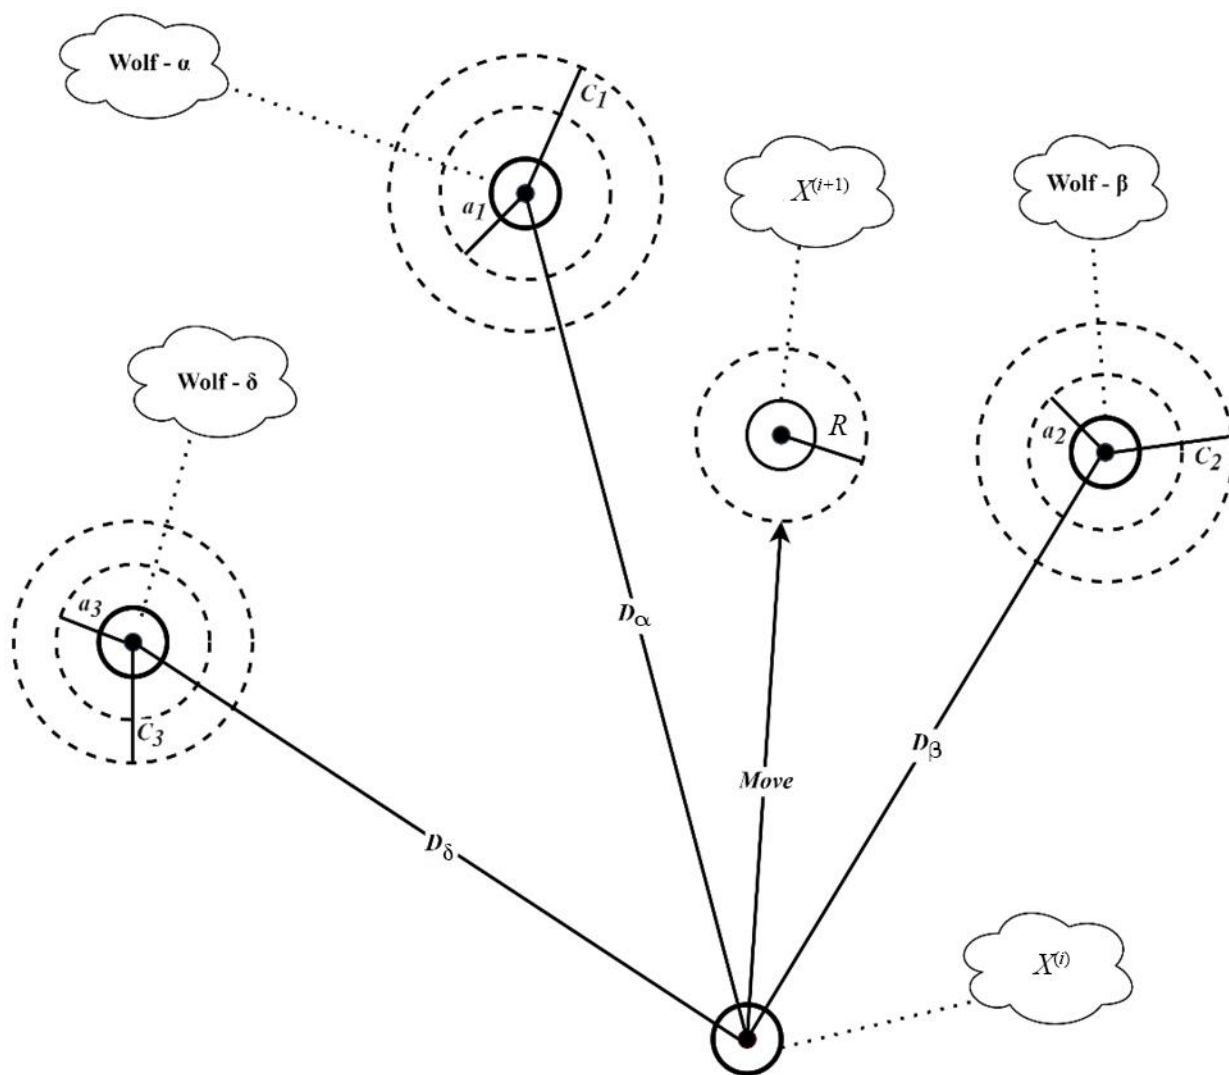 Wolf - α
C1
a1
X(i+1)
Wolf - β
Wolf - δ
R
a2
C2
a3
C3
Dα
Dβ
Move
Dδ
X(i)